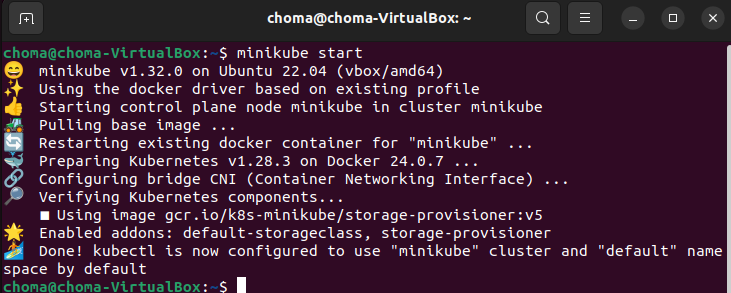 choma@choma-VirtualBox: ~
choma@choma-VirtualBox:~$ minikube start
😄 minikube v1.32.0 on Ubuntu 22.04 (vbox/amd64)
✨ Using the docker driver based on existing profile
👍 Starting control plane node minikube in cluster minikube
🚜 Pulling base image ...
🔄 Restarting existing docker container for "minikube" ...
🐳 Preparing Kubernetes v1.28.3 on Docker 24.0.7 ...
🔗 Configuring bridge CNI (Container Networking Interface) ...
🔎 Verifying Kubernetes components...
■ Using image gcr.io/k8s-minikube/storage-provisioner:v5
🌟 Enabled addons: default-storageclass, storage-provisioner
🏄 Done! kubectl is now configured to use "minikube" cluster and "default" name
space by default
choma@choma-VirtualBox:~$